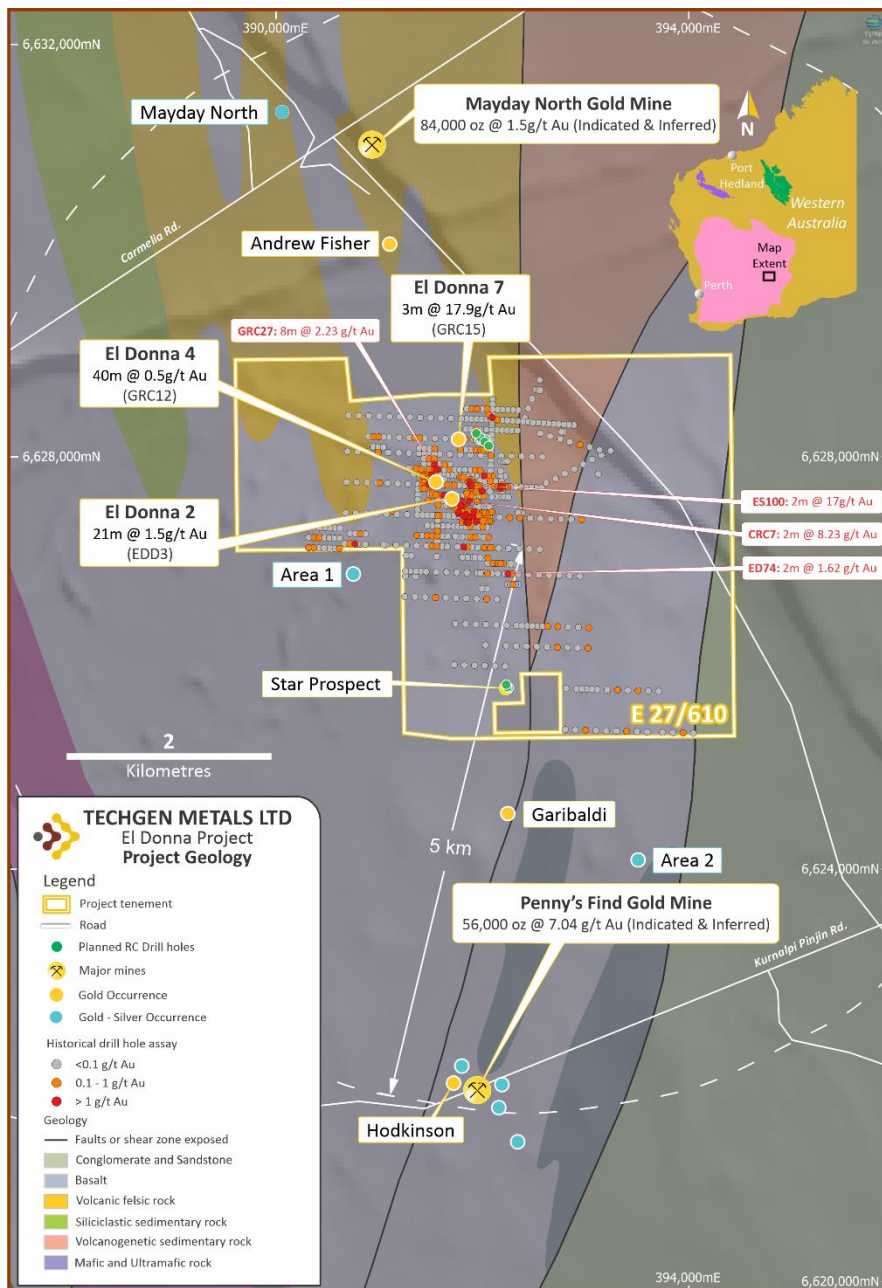 390,000mE
394,000mE
6,632,000mN
Mayday North
Mayday North Gold Mine
84,000 oz @ 1.5g/t Au (Indicated & Inferred)
N
Port
Hedland
Western
Australia
Map
Extent
Perth
Carmelia Rd.
Andrew Fisher
El Donna 7
3m @ 17.9g/t Au
(GRC15)
GRC27: 8m @ 2.23 g/t Au
El Donna 4
40m @ 0.5g/t Au
(GRC12)
6,628,000mN
6,628,000mN
El Donna 2
21m @ 1.5g/t Au
(EDD3)
ES100: 2m @ 17g/t Au
CRC7: 2m @ 8.23 g/t Au
ED74: 2m @ 1.62 g/t Au
Area 1
Star Prospect
E 27/610
2
Kilometres
Garibaldi
5 km
Area 2
6,624,000mN
Penny's Find Gold Mine
56,000 oz @ 7.04 g/t Au (Indicated & Inferred)
Kurnalpi Pinjin Rd.
Hodkinson
TECHGEN METALS LTD
El Donna Project
Project Geology
Legend
Project tenement
Road
Planned RC Drill holes
Major mines
Gold Occurrence
Gold - Silver Occurrence
Historical drill hole assay
<0.1 g/t Au
0.1 - 1 g/t Au
> 1 g/t Au
Geology
Faults or shear zone exposed
Conglomerate and Sandstone
Basalt
Volcanic felsic rock
Siliciclastic sedimentary rock
Volcanogenetic sedimentary rock
Mafic and Ultramafic rock
394,000mE
6,620,000mN